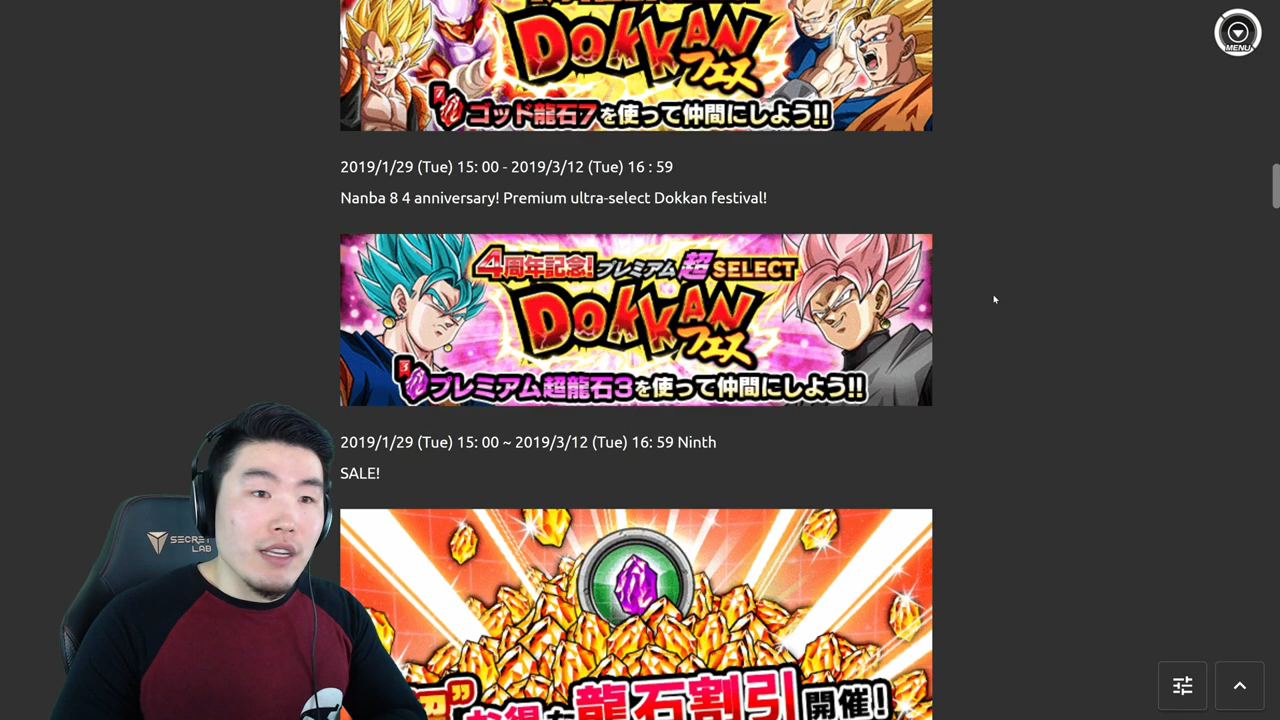 DOKKAN
フェス
ゴッド龍石7を使って仲間にしよう!!
MENU
2019/1/29 (Tue) 15: 00 - 2019/3/12 (Tue) 16 : 59
Nanba 8 4 anniversary! Premium ultra-select Dokkan festival!
4周年記念!プレミアム超SELECT
DOKKAN
フェス
プレミアム超龍石3を使って仲間にしよう!!
2019/1/29 (Tue) 15: 00 ~ 2019/3/12 (Tue) 16: 59 Ninth
SALE!
SECRET
LAB
お得な龍石割引開催!